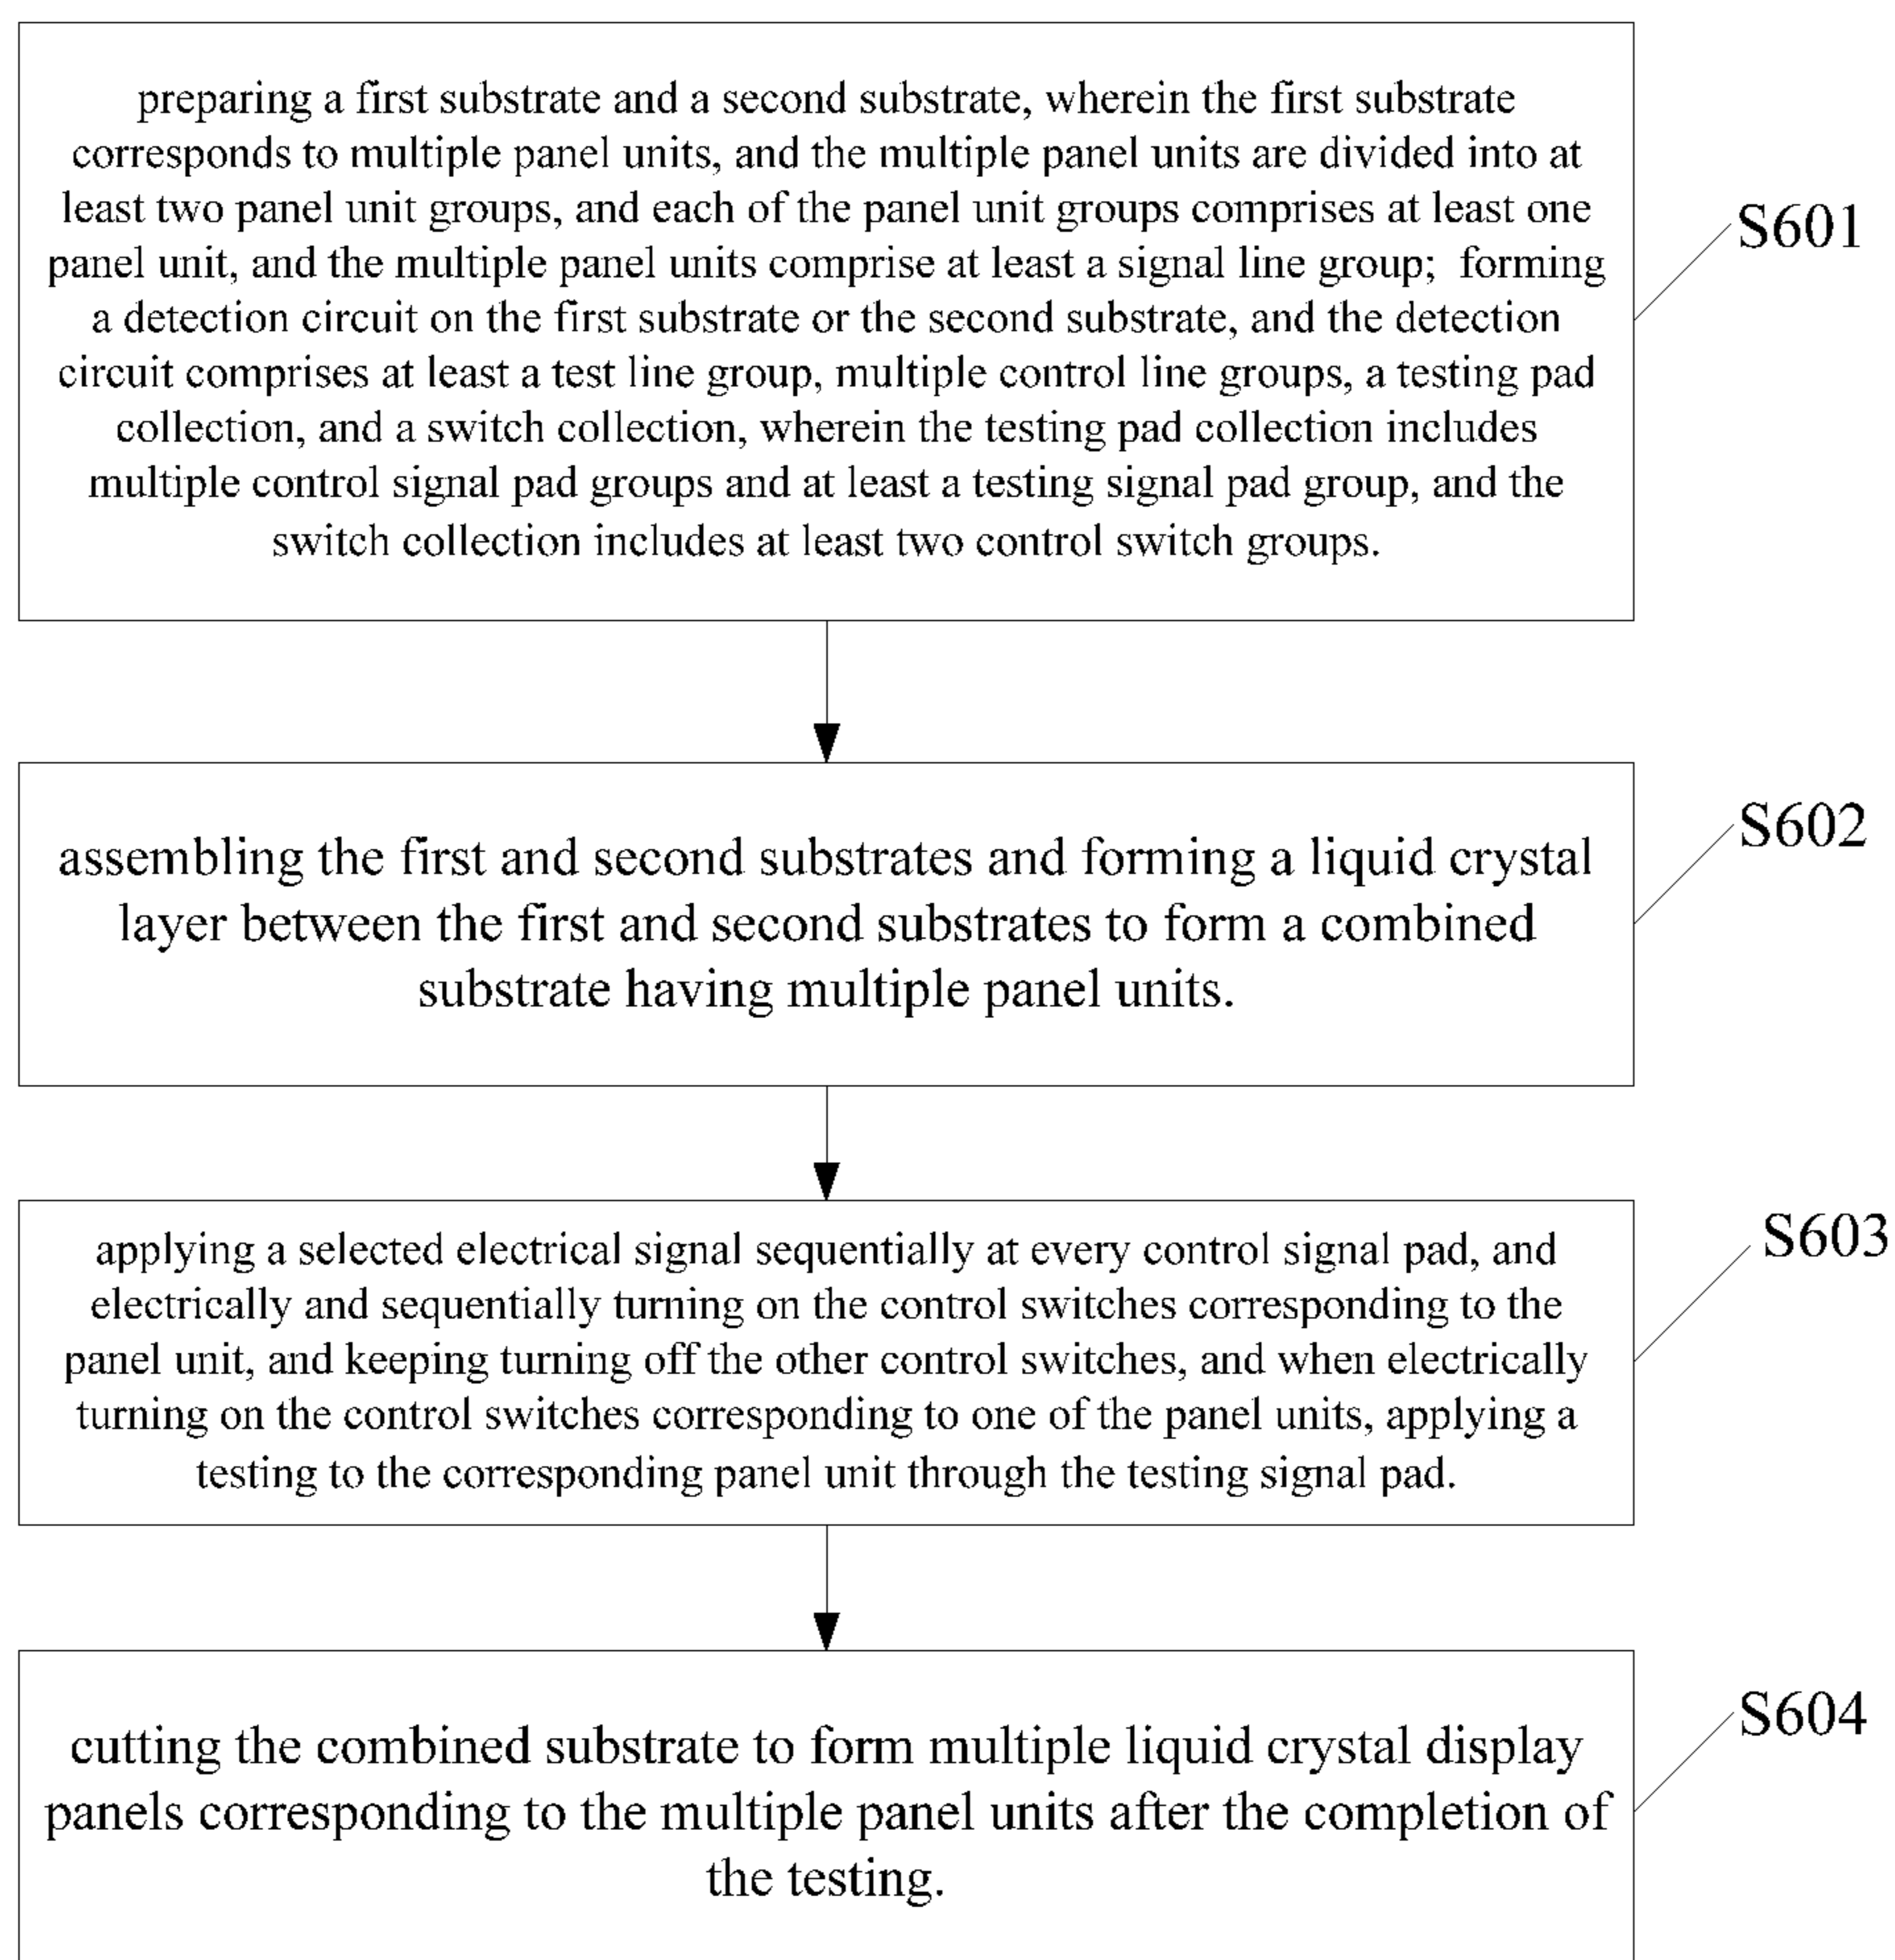 preparing a first substrate and a second substrate, wherein the first substrate
corresponds to multiple panel units, and the multiple panel units are divided into at
least two panel unit groups, and each of the panel unit groups comprises at least one
panel unit, and the multiple panel units comprise at least a signal line group; forming
a detection circuit on the first substrate or the second substrate, and the detection
circuit comprises at least a test line group, multiple control line groups, a testing pad
collection, and a switch collection, wherein the testing pad collection includes
multiple control signal pad groups and at least a testing signal pad group, and the
switch collection includes at least two control switch groups.
S601
assembling the first and second substrates and forming a liquid crystal
layer between the first and second substrates to form a combined
substrate having multiple panel units.
S602
applying a selected electrical signal sequentially at every control signal pad, and
electrically and sequentially turning on the control switches corresponding to the
panel unit, and keeping turning off the other control switches, and when electrically
turning on the control switches corresponding to one of the panel units, applying a
testing to the corresponding panel unit through the testing signal pad.
S603
cutting the combined substrate to form multiple liquid crystal display
panels corresponding to the multiple panel units after the completion of
the testing.
S604